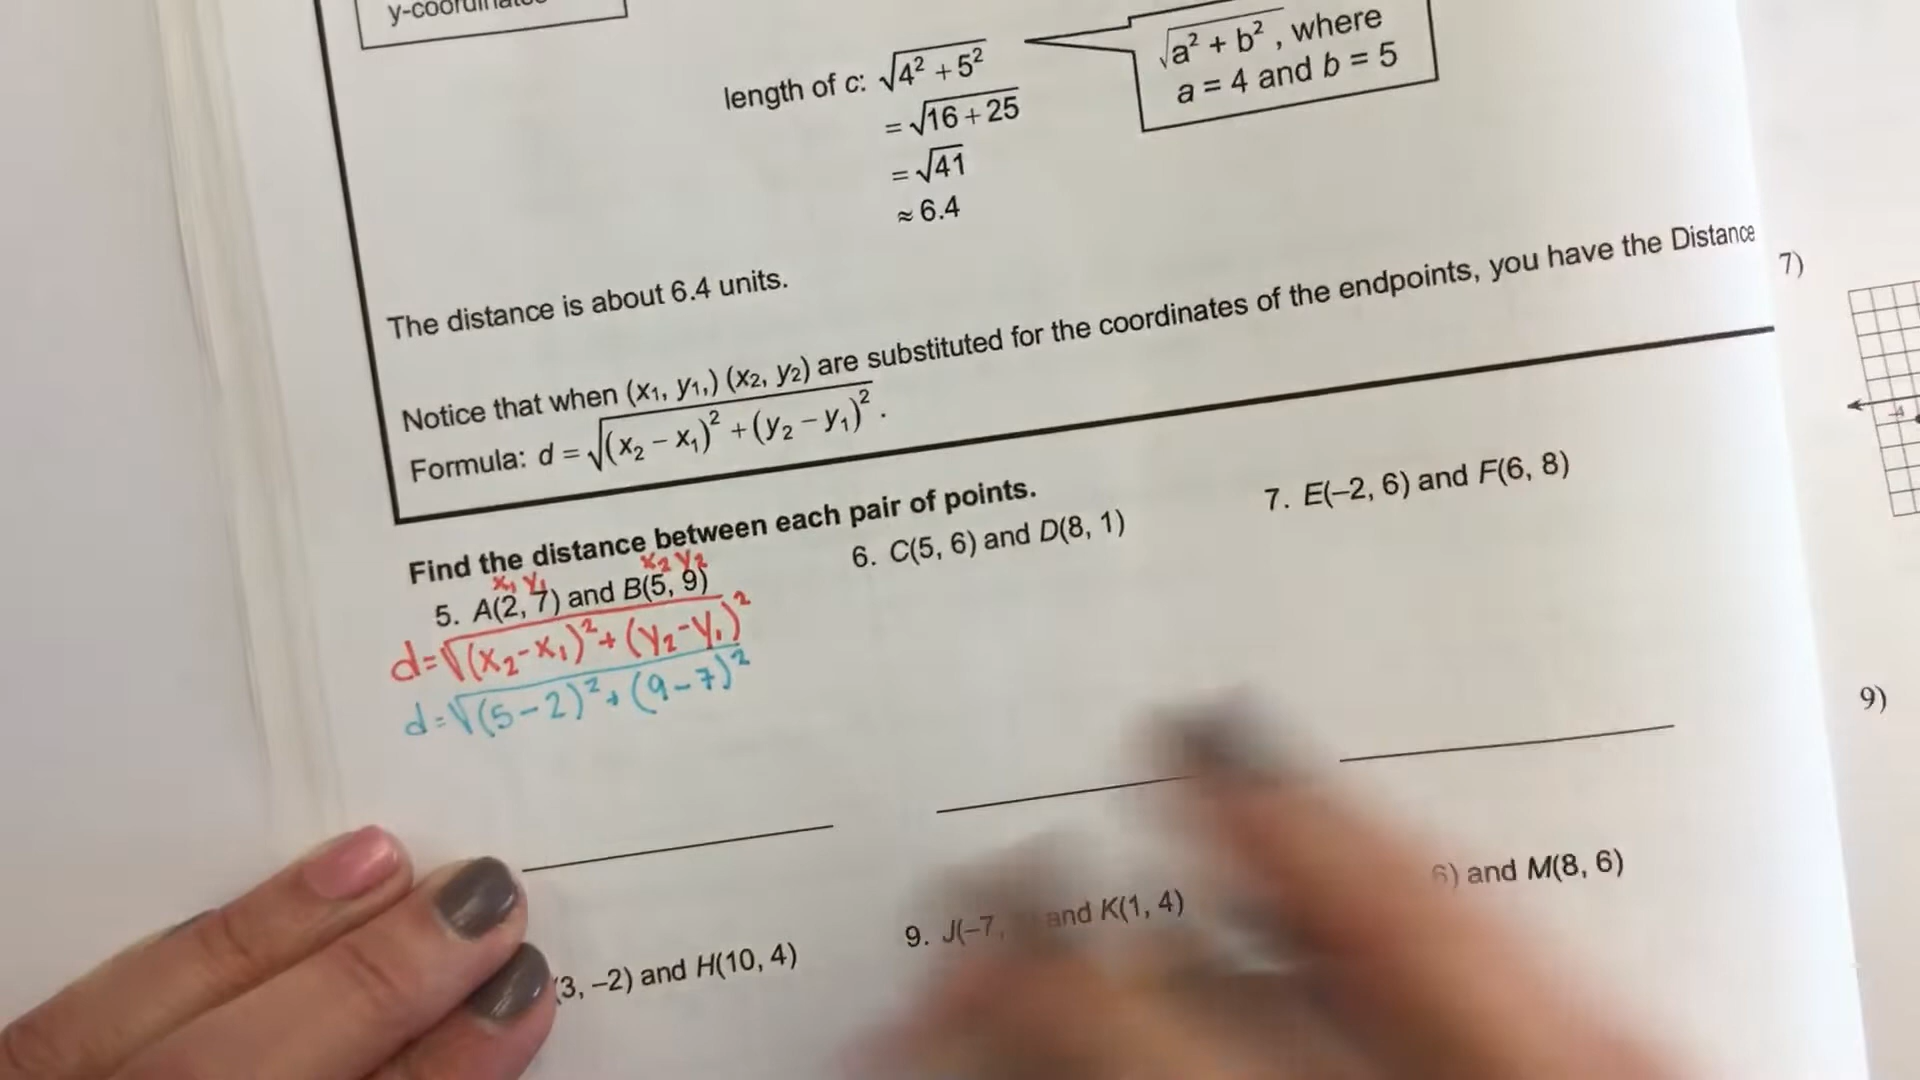 y-coordinates
length of c: √4² + 5²
= √16 + 25
= √41
≈ 6.4
√a² + b² , where
a = 4 and b = 5
The distance is about 6.4 units.
Notice that when (x₁, y₁,) (x₂, y₂) are substituted for the coordinates of the endpoints, you have the Distance
Formula: d = √(x₂ − x₁)² + (y₂ − y₁)² .
Find the distance between each pair of points.
x₁ y₁ x₂ y₂
5. A(2, 7) and B(5, 9)
d=√(x₂-x₁)²+(y₂-y₁)²
d=√(5-2)²+(9-7)²
6. C(5, 6) and D(8, 1)
7. E(−2, 6) and F(6, 8)
(3, −2) and H(10, 4)
9. J(−7, and K(1, 4)
6) and M(8, 6)
7)
-4
9)